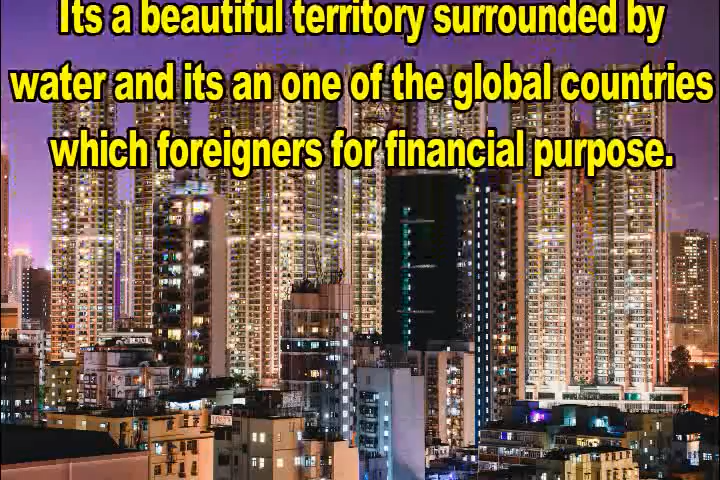 Its a beautiful territory surrounded by
water and its an one of the global countries
which foreigners for financial purpose.